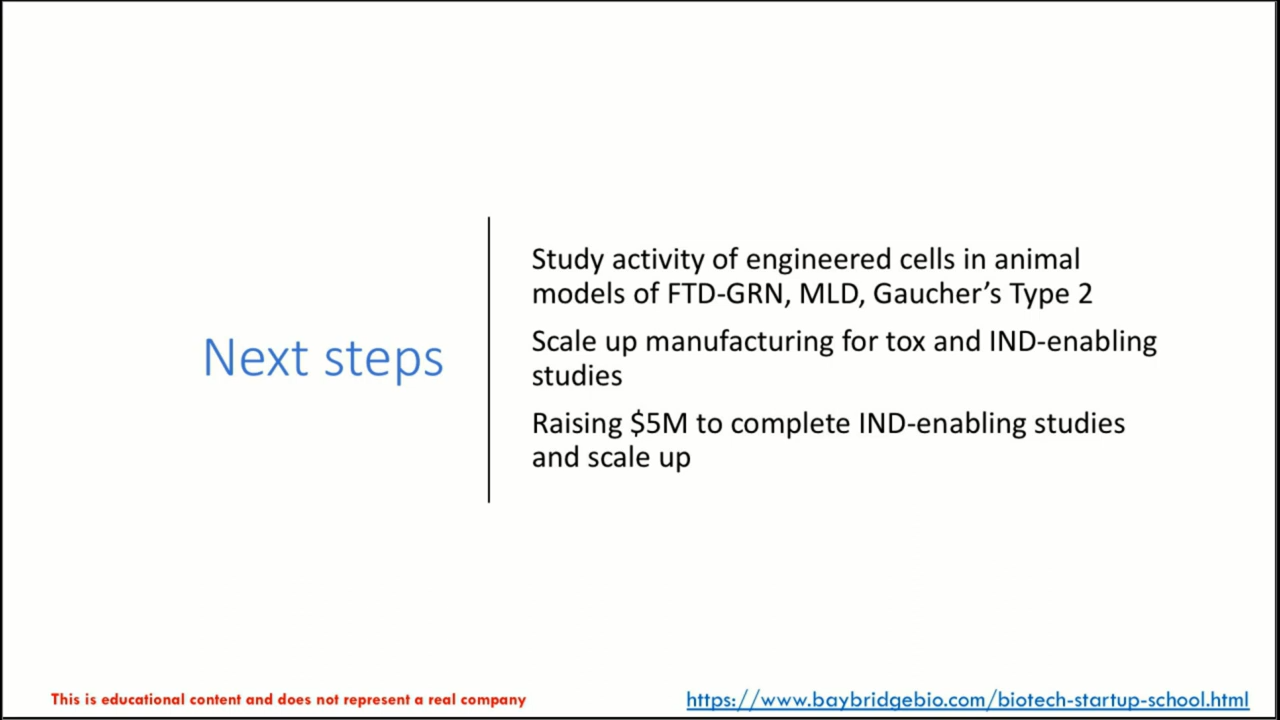 Next steps
Study activity of engineered cells in animal
models of FTD-GRN, MLD, Gaucher’s Type 2
Scale up manufacturing for tox and IND-enabling
studies
Raising $5M to complete IND-enabling studies
and scale up
This is educational content and does not represent a real company
https://www.baybridgebio.com/biotech-startup-school.html